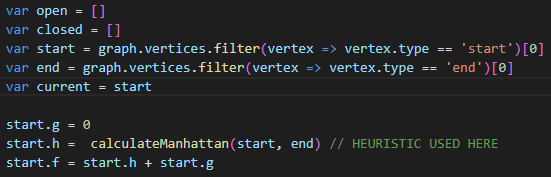 var open = []
var closed = []
var start = graph.vertices.filter(vertex => vertex.type == 'start')[0]
var end = graph.vertices.filter(vertex => vertex.type == 'end')[0]
var current = start
start.g = 0
start.h =  calculateManhattan(start, end) // HEURISTIC USED HERE
start.f = start.h + start.g